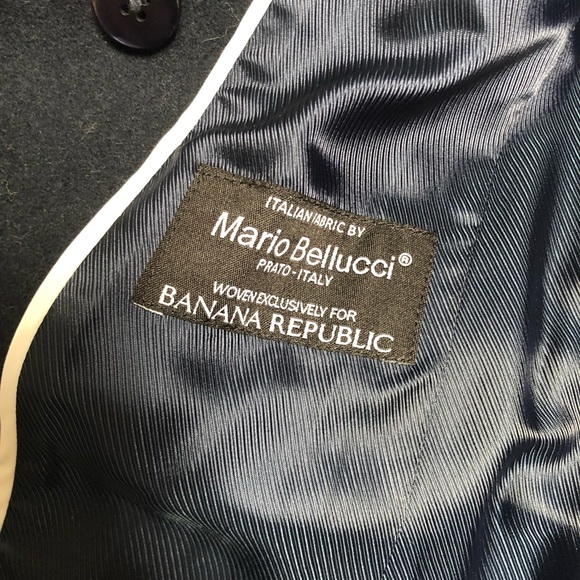 ITALIAN FABRIC BY
Mario Bellucci®
PRATO-ITALY
WOVEN EXCLUSIVELY FOR
BANANA REPUBLIC